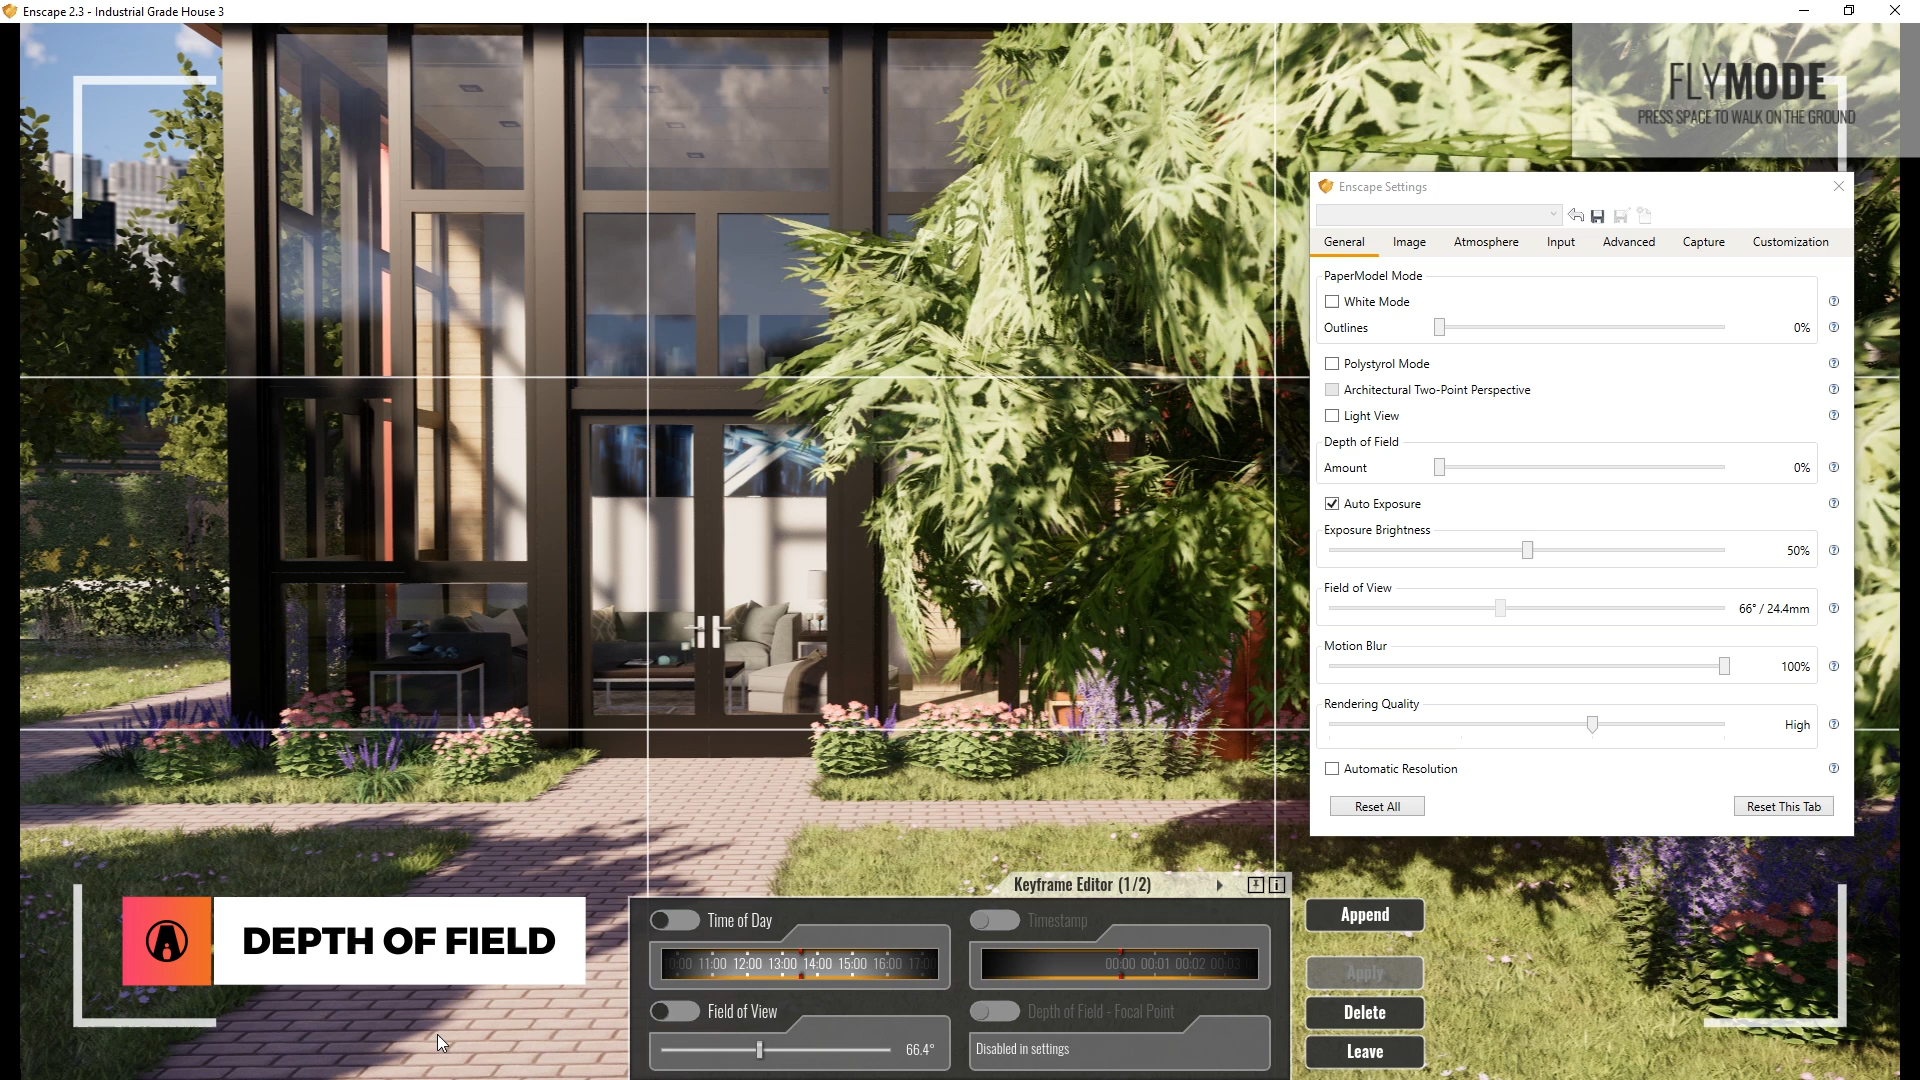 Enscape 2.3 - Industrial Grade House 3
FLYMODE
PRESS SPACE TO WALK ON THE GROUND
Enscape Settings
General Image Atmosphere Input Advanced Capture Customization
PaperModel Mode
White Mode
Outlines 0%
Polystyrol Mode
Architectural Two-Point Perspective
Light View
Depth of Field
Amount 0%
Auto Exposure
Exposure Brightness
50%
Field of View
66° / 24.4mm
Motion Blur
100%
Rendering Quality
High
Automatic Resolution
Reset All Reset This Tab
Keyframe Editor (1/2)
DEPTH OF FIELD
Time of Day Timestamp
11:00 12:00 13:00 14:00 15:00 16:00 17:00
00:00 00:01 00:02 00:03
Field of View Depth of Field - Focal Point
66.4° Disabled in settings
Append
Apply
Delete
Leave